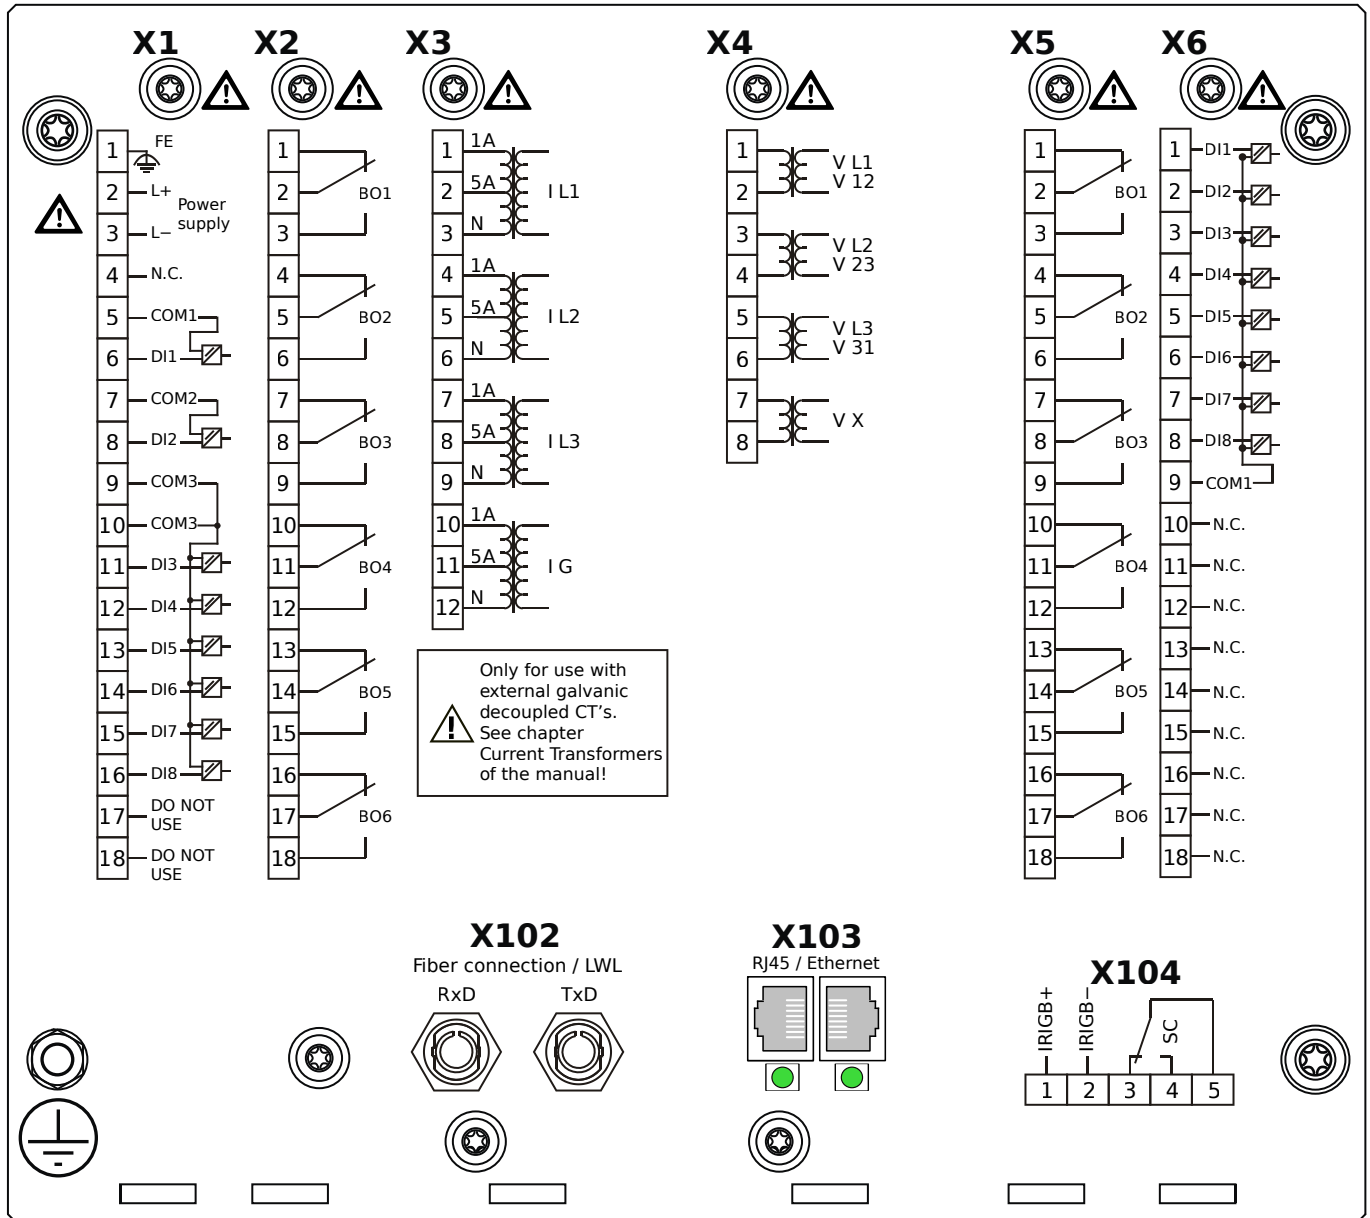 X1
X2
X3
X4
X5
X6
1
FE
2
L+
Power
supply
3
L−
4
N.C.
5
COM1
6
DI1
7
COM2
8
DI2
9
COM3
10
COM3
11
DI3
12
DI4
13
DI5
14
DI6
15
DI7
16
DI8
17
DO NOT
USE
18
DO NOT
USE
1
2
BO1
3
4
5
BO2
6
7
8
BO3
9
10
11
BO4
12
13
14
BO5
15
16
17
BO6
18
1
1A
2
5A
I L1
3
N
4
1A
5
5A
I L2
6
N
7
1A
8
5A
I L3
9
N
10
1A
11
5A
I G
12
N
Only for use with
external galvanic
decoupled CT's.
See chapter
Current Transformers
of the manual!
1
2
V L1
V 12
3
4
V L2
V 23
5
6
V L3
V 31
7
8
V X
1
2
BO1
3
4
5
BO2
6
7
8
BO3
9
10
11
BO4
12
13
14
BO5
15
16
17
BO6
18
1
DI1
2
DI2
3
DI3
4
DI4
5
DI5
6
DI6
7
DI7
8
DI8
9
COM1
10
N.C.
11
N.C.
12
N.C.
13
N.C.
14
N.C.
15
N.C.
16
N.C.
17
N.C.
18
N.C.
X102
Fiber connection / LWL
RxD
TxD
X103
RJ45 / Ethernet
X104
IRIGB+
IRIGB−
SC
1
2
3
4
5